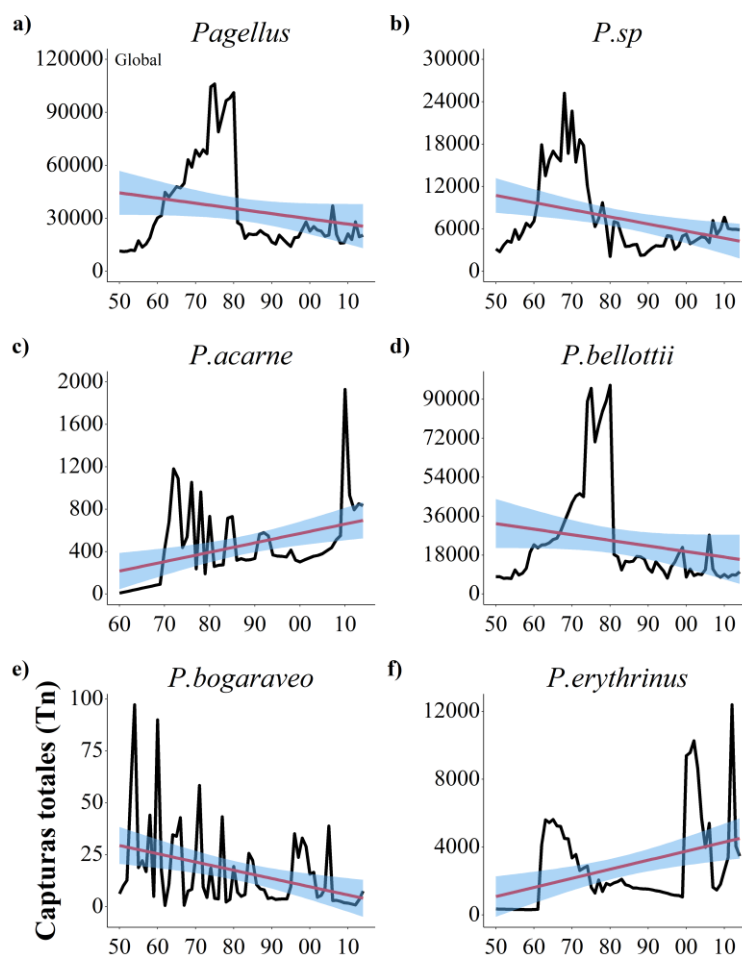 a) Pagellus
Global
120000
90000
60000
30000
0
50 60 70 80 90 00 10
b) P.sp
30000
24000
18000
12000
6000
0
50 60 70 80 90 00 10
c) P.acarne
2000
1600
1200
800
400
0
60 70 80 90 00 10
d) P.bellottii
90000
72000
54000
36000
18000
0
50 60 70 80 90 00 10
e) P.bogaraveo
Capturas totales (Tn)
100
75
50
25
0
50 60 70 80 90 00 10
f) P.erythrinus
12000
8000
4000
0
50 60 70 80 90 00 10